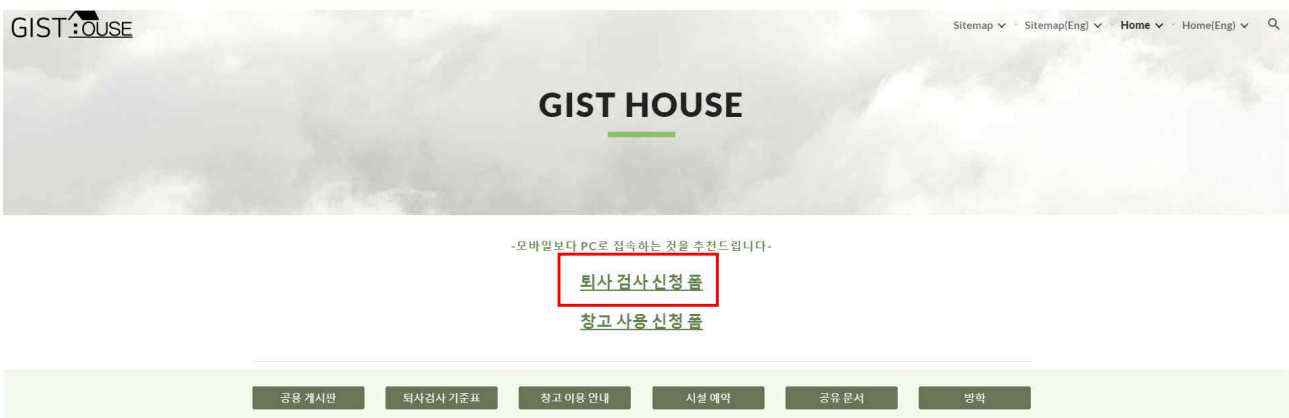 GIST HOUSE
Sitemap · Sitemap(Eng) · Home · Home(Eng)
GIST HOUSE
-모바일보다 PC로 접속하는 것을 추천드립니다-
퇴사 검사 신청 폼
창고 사용 신청 폼
공용 게시판 퇴사검사 기준표 창고 이용 안내 시설 예약 공유 문서 방학